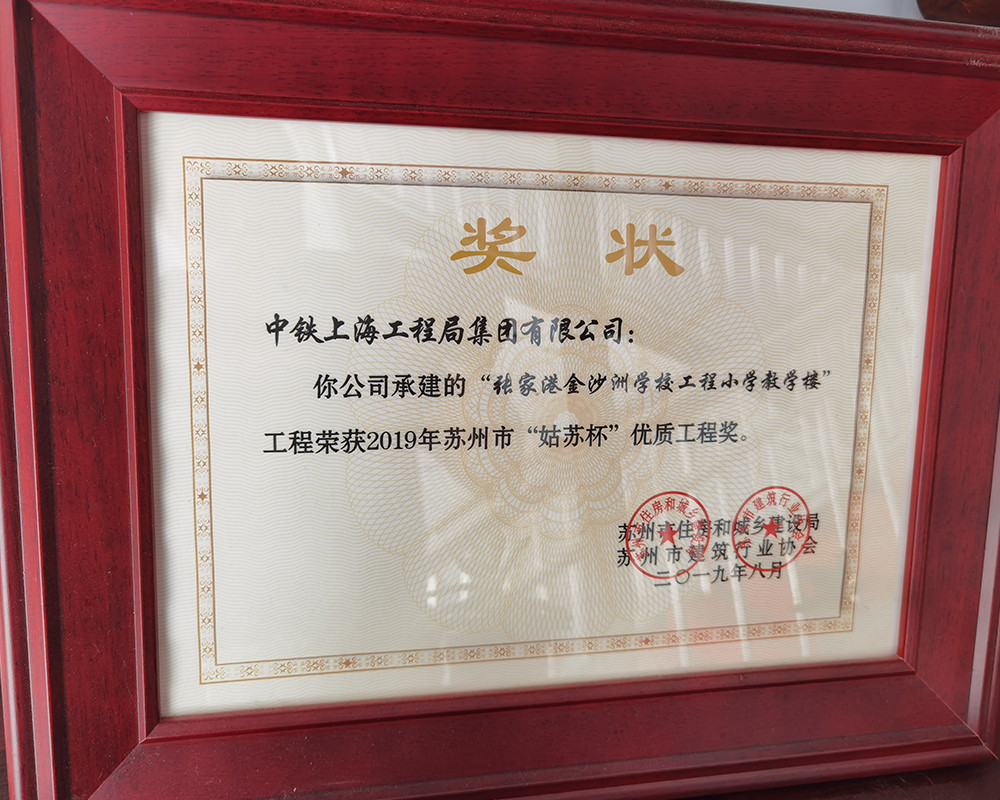 奖状
中铁上海工程局集团有限公司：
你公司承建的“张家港金沙洲学校工程小学教学楼”
工程荣获2019年苏州市“姑苏杯”优质工程奖。
苏州市住房和城乡建设局
苏州市建筑行业协会
二〇一九年八月